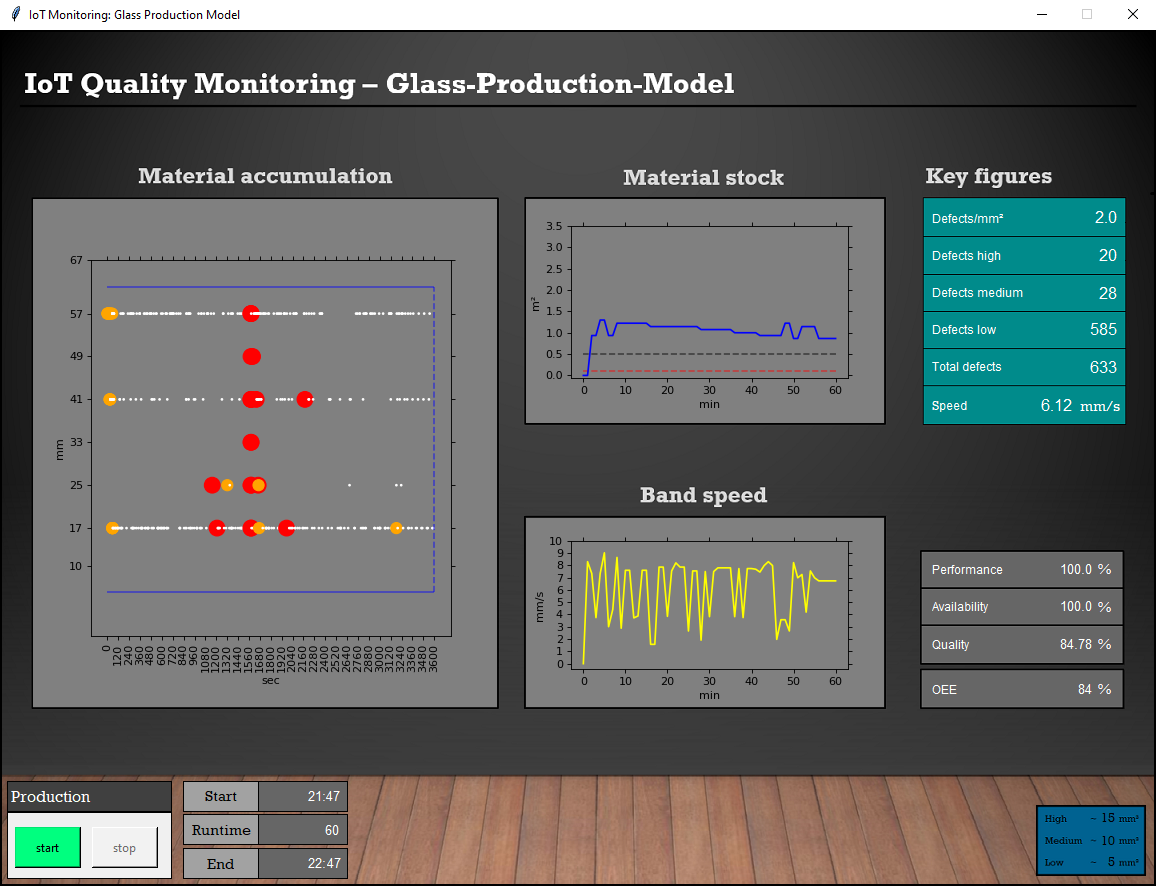 IoT Monitoring: Glass Production Model
IoT Quality Monitoring – Glass-Production-Model
Material accumulation
67
57
49
41
33
25
17
10
mm
0 120 240 360 480 600 720 840 960 1080 1200 1320 1440 1560 1680 1800 1920 2040 2160 2280 2400 2520 2640 2760 2880 3000 3120 3240 3360 3480 3600
sec
Material stock
3.5
3.0
2.5
2.0
1.5
1.0
0.5
0.0
m²
0 10 20 30 40 50 60
min
Band speed
10
9
8
7
6
5
4
3
2
1
0
mm/s
0 10 20 30 40 50 60
min
Key figures
Defects/mm² 2.0
Defects high 20
Defects medium 28
Defects low 585
Total defects 633
Speed 6.12 mm/s
Performance 100.0 %
Availability 100.0 %
Quality 84.78 %
OEE 84 %
Production
start stop
Start 21:47
Runtime 60
End 22:47
High ~ 15 mm²
Medium ~ 10 mm²
Low ~ 5 mm²